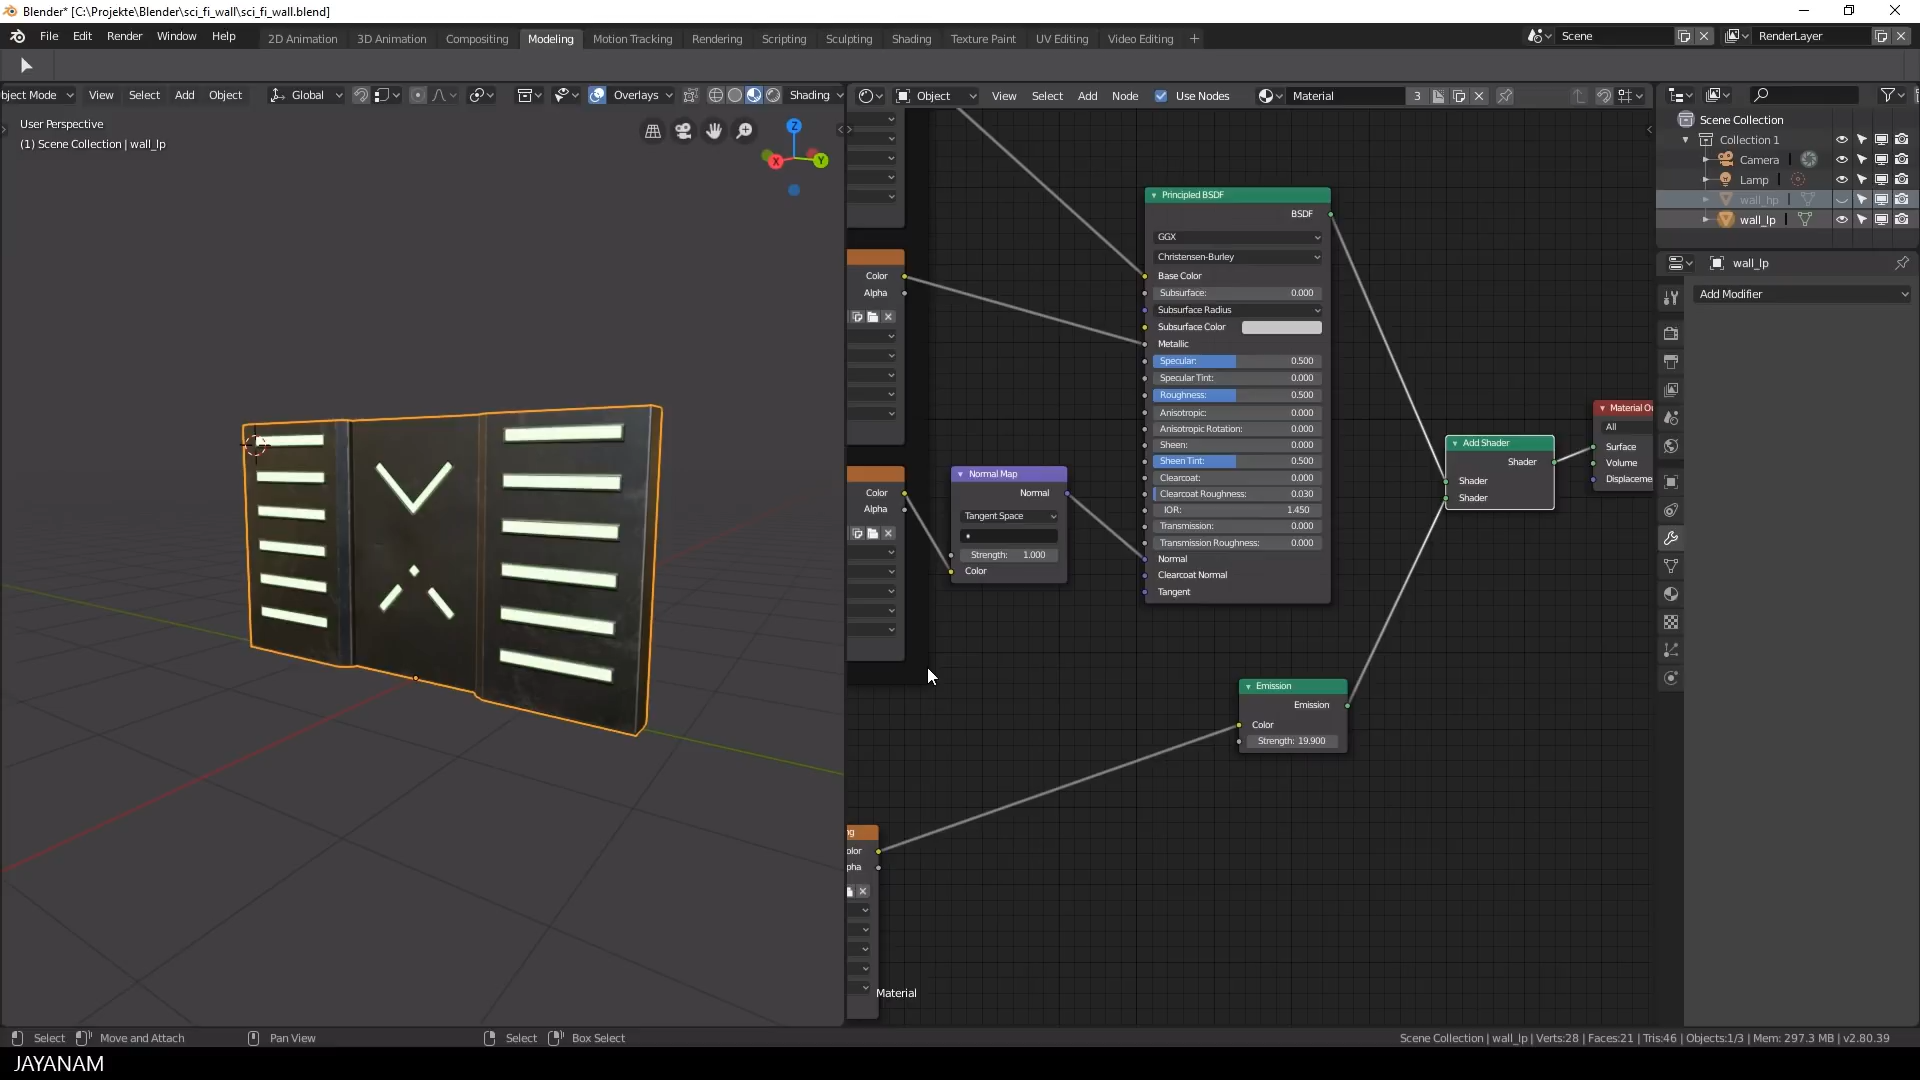 Blender* [C:\Projekte\Blender\sci_fi_wall\sci_fi_wall.blend]
File Edit Render Window Help
2D Animation 3D Animation Compositing Modeling Motion Tracking Rendering Scripting Sculpting Shading Texture Paint UV Editing Video Editing +
Scene RenderLayer
bject Mode View Select Add Object Global Overlays Shading
Object View Select Add Node Use Nodes Material 3
User Perspective
(1) Scene Collection | wall_lp
Z
X
Y
Color
Alpha
Color
Alpha
olor
pha
Normal Map
Normal
Tangent Space
Strength: 1.000
Color
Principled BSDF
BSDF
GGX
Christensen-Burley
Base Color
Subsurface: 0.000
Subsurface Radius
Subsurface Color
Metallic
Specular: 0.500
Specular Tint: 0.000
Roughness: 0.500
Anisotropic: 0.000
Anisotropic Rotation: 0.000
Sheen: 0.000
Sheen Tint: 0.500
Clearcoat: 0.000
Clearcoat Roughness: 0.030
IOR: 1.450
Transmission: 0.000
Transmission Roughness: 0.000
Normal
Clearcoat Normal
Tangent
Emission
Emission
Color
Strength: 19.900
Add Shader
Shader
Shader
Shader
Material Ou
All
Surface
Volume
Displaceme
Material
Scene Collection
Collection 1
Camera
Lamp
wall_hp
wall_lp
wall_lp
Add Modifier
Select Move and Attach Pan View Select Box Select
Scene Collection | wall_lp | Verts:28 | Faces:21 | Tris:46 | Objects:1/3 | Mem: 297.3 MB | v2.80.39
JAYANAM